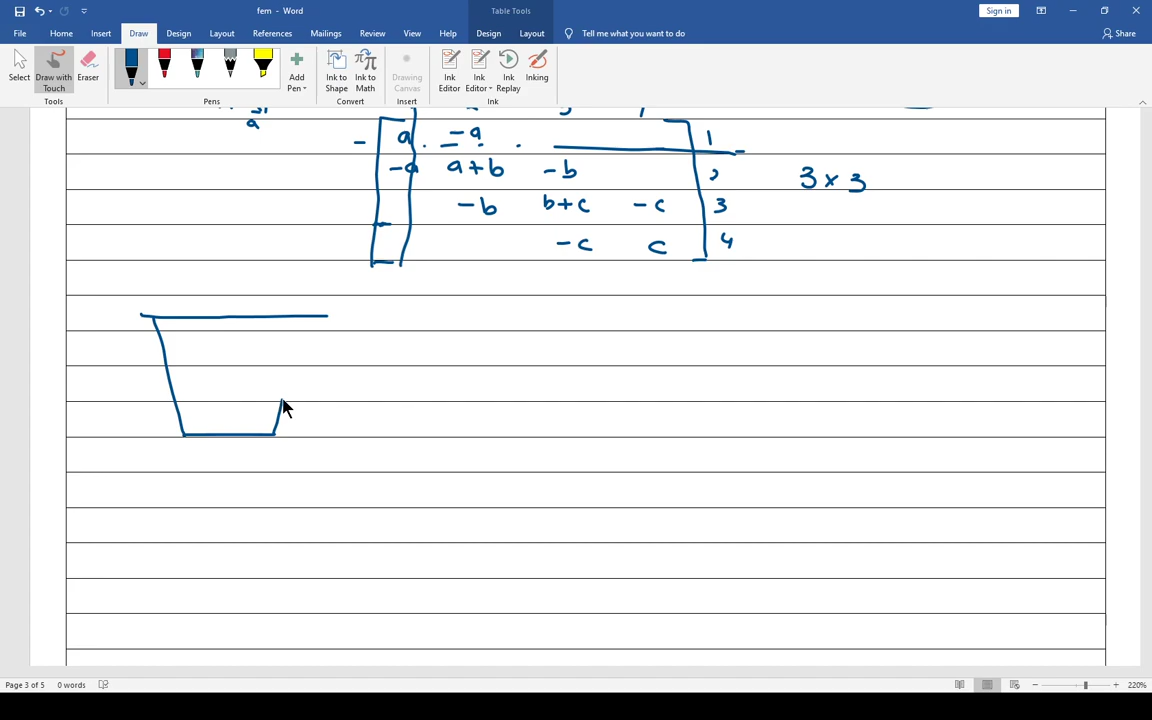 fem - Word
Table Tools
Sign in
File Home Insert Draw Design Layout References Mailings Review View Help Design Layout Tell me what you want to do Share
Select Draw with Touch Eraser Add Pen Ink to Shape Ink to Math Drawing Canvas Ink Editor Ink Editor Ink Replay Inking
Tools Pens Convert Insert Ink
a
- a -a 1
-a a+b -b 3 × 3
-b b+c -c 3
-c c 4
Page 3 of 5 0 words 220%